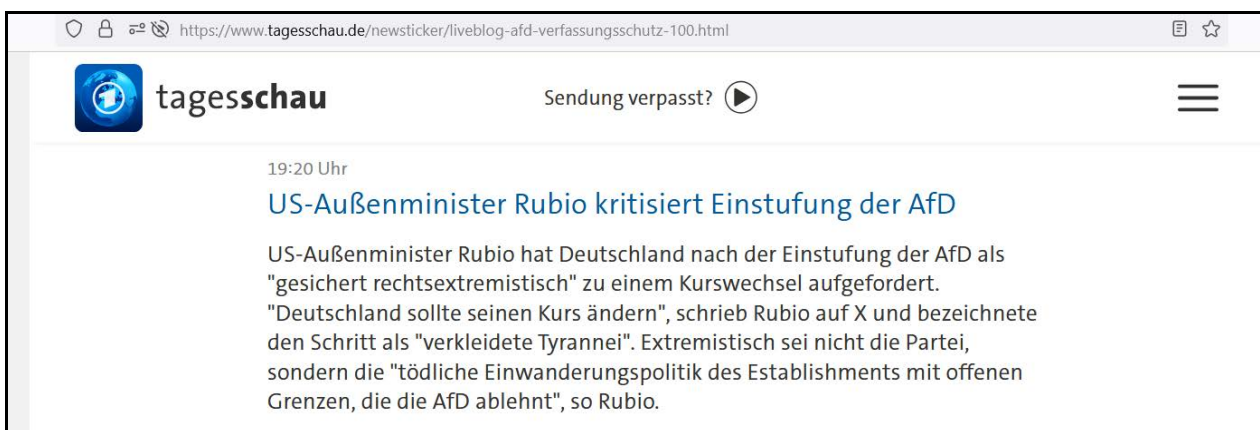 https://www.tagesschau.de/newsticker/liveblog-afd-verfassungsschutz-100.html
tagesschau
Sendung verpasst?
19:20 Uhr
US-Außenminister Rubio kritisiert Einstufung der AfD
US-Außenminister Rubio hat Deutschland nach der Einstufung der AfD als
"gesichert rechtsextremistisch" zu einem Kurswechsel aufgefordert.
"Deutschland sollte seinen Kurs ändern", schrieb Rubio auf X und bezeichnete
den Schritt als "verkleidete Tyrannei". Extremistisch sei nicht die Partei,
sondern die "tödliche Einwanderungspolitik des Establishments mit offenen
Grenzen, die die AfD ablehnt", so Rubio.